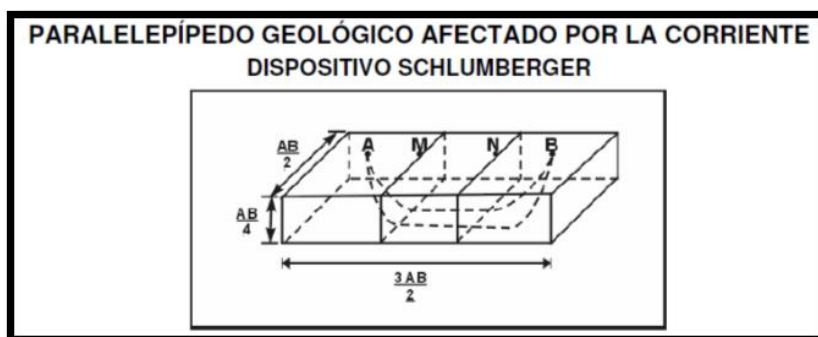 PARALELEPÍPEDO GEOLÓGICO AFECTADO POR LA CORRIENTE
DISPOSITIVO SCHLUMBERGER
A M N B
AB
2
AB
4
3 AB
2